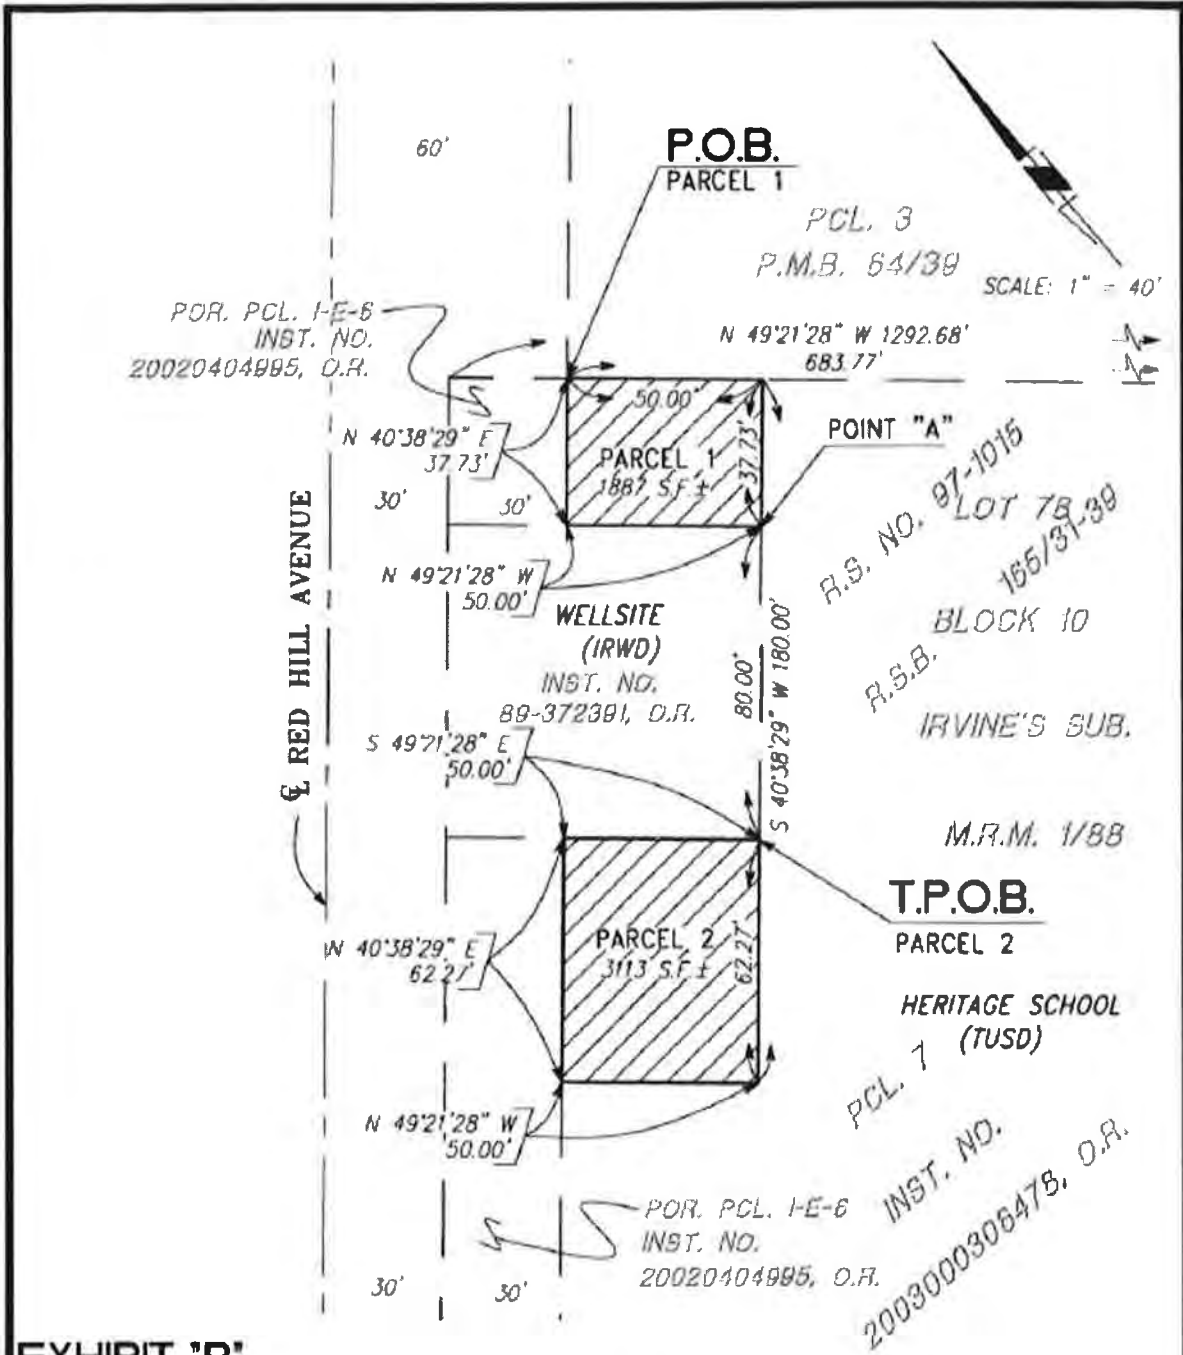 60'
P.O.B.
PARCEL 1
PCL. 3
P.M.B. 64/39
SCALE: 1" = 40'
POR. PCL. I-E-6
INST. NO.
20020404995, O.R.
N 49°21'28" W 1292.68'
683.77'
50.00'
N 40°38'29" E
37.73'
PARCEL 1
1887 S.F.±
37.73'
POINT "A"
30'
30'
R.S. NO. 97-1015
LOT 78
R.S.B. 165/31-39
BLOCK 10
IRVINE'S SUB.
M.R.M. 1/88
N 49°21'28" W
50.00'
WELLSITE
(IRWD)
INST. NO.
89-372391, O.R.
80.00'
S 40°38'29" W 180.00'
℄ RED HILL AVENUE
S 49°21'28" E
50.00'
T.P.O.B.
PARCEL 2
N 40°38'29" E
62.27'
PARCEL 2
3113 S.F.±
62.27'
HERITAGE SCHOOL
(TUSD)
PCL. 7
INST. NO.
2003000306478, O.R.
N 49°21'28" W
50.00'
POR. PCL. I-E-6
INST. NO.
20020404995, O.R.
30'
30'
EXHIBIT "B"